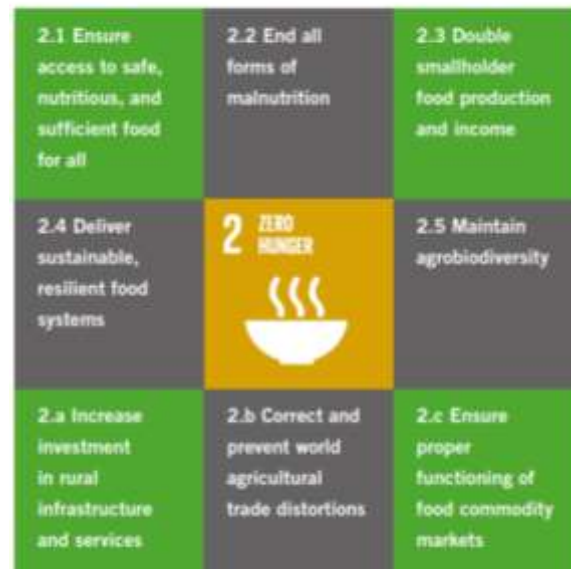 2.1 Ensure
access to safe,
nutritious, and
sufficient food
for all
2.2 End all
forms of
malnutrition
2.3 Double
smallholder
food production
and income
2.4 Deliver
sustainable,
resilient food
systems
2 ZERO
HUNGER
2.5 Maintain
agrobiodiversity
2.a Increase
investment
in rural
infrastructure
and services
2.b Correct and
prevent world
agricultural
trade distortions
2.c Ensure
proper
functioning of
food commodity
markets